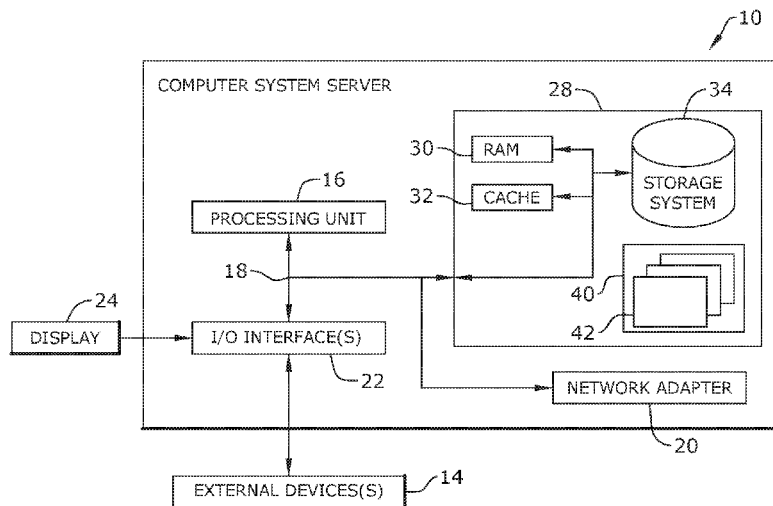 10
COMPUTER SYSTEM SERVER
28
34
30
RAM
32
CACHE
STORAGE
SYSTEM
16
PROCESSING UNIT
18
24
DISPLAY
I/O INTERFACE(S)
22
40
42
NETWORK ADAPTER
20
EXTERNAL DEVICES(S)
14